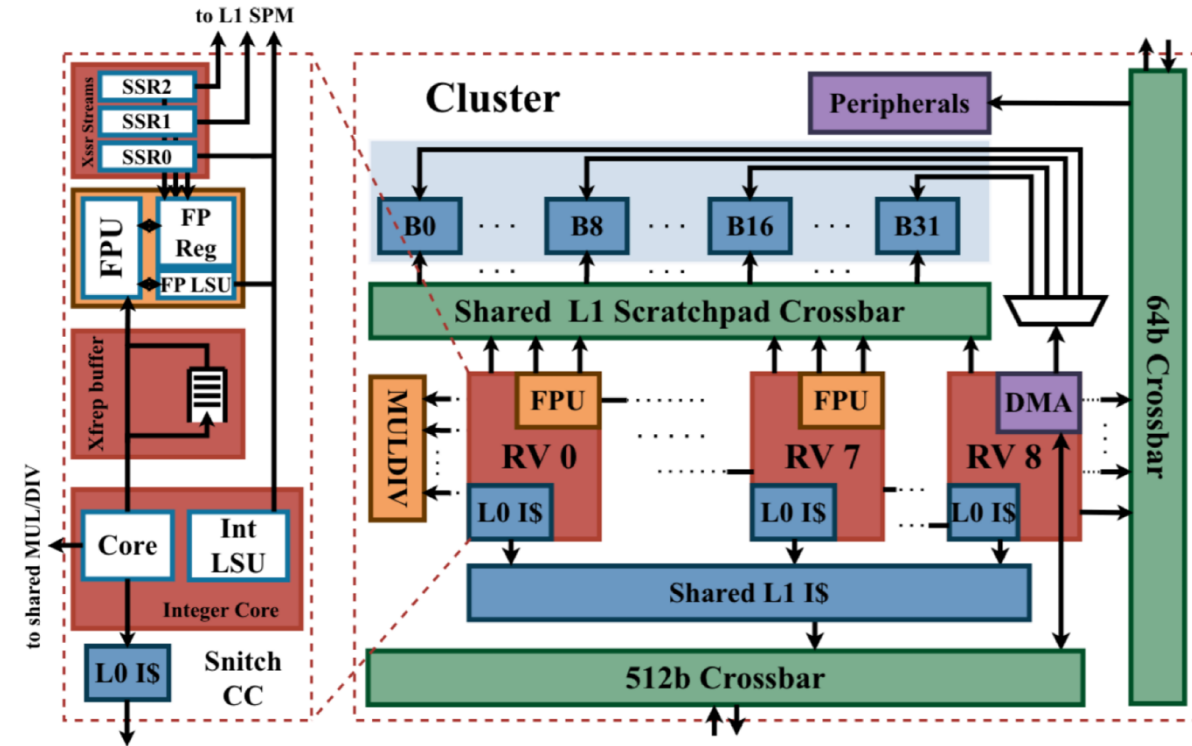 to L1 SPM
SSR2
SSR1
SSR0
Xssr Streams
FPU
FP
Reg
FP LSU
Xfrep buffer
to shared MUL/DIV
Core
Int
LSU
Integer Core
L0 I$
Snitch
CC
Cluster
Peripherals
B0
. . .
B8
. . .
B16
. . .
B31
Shared L1 Scratchpad Crossbar
MULDIV
FPU
RV 0
L0 I$
FPU
RV 7
L0 I$
DMA
RV 8
L0 I$
Shared L1 I$
512b Crossbar
64b Crossbar